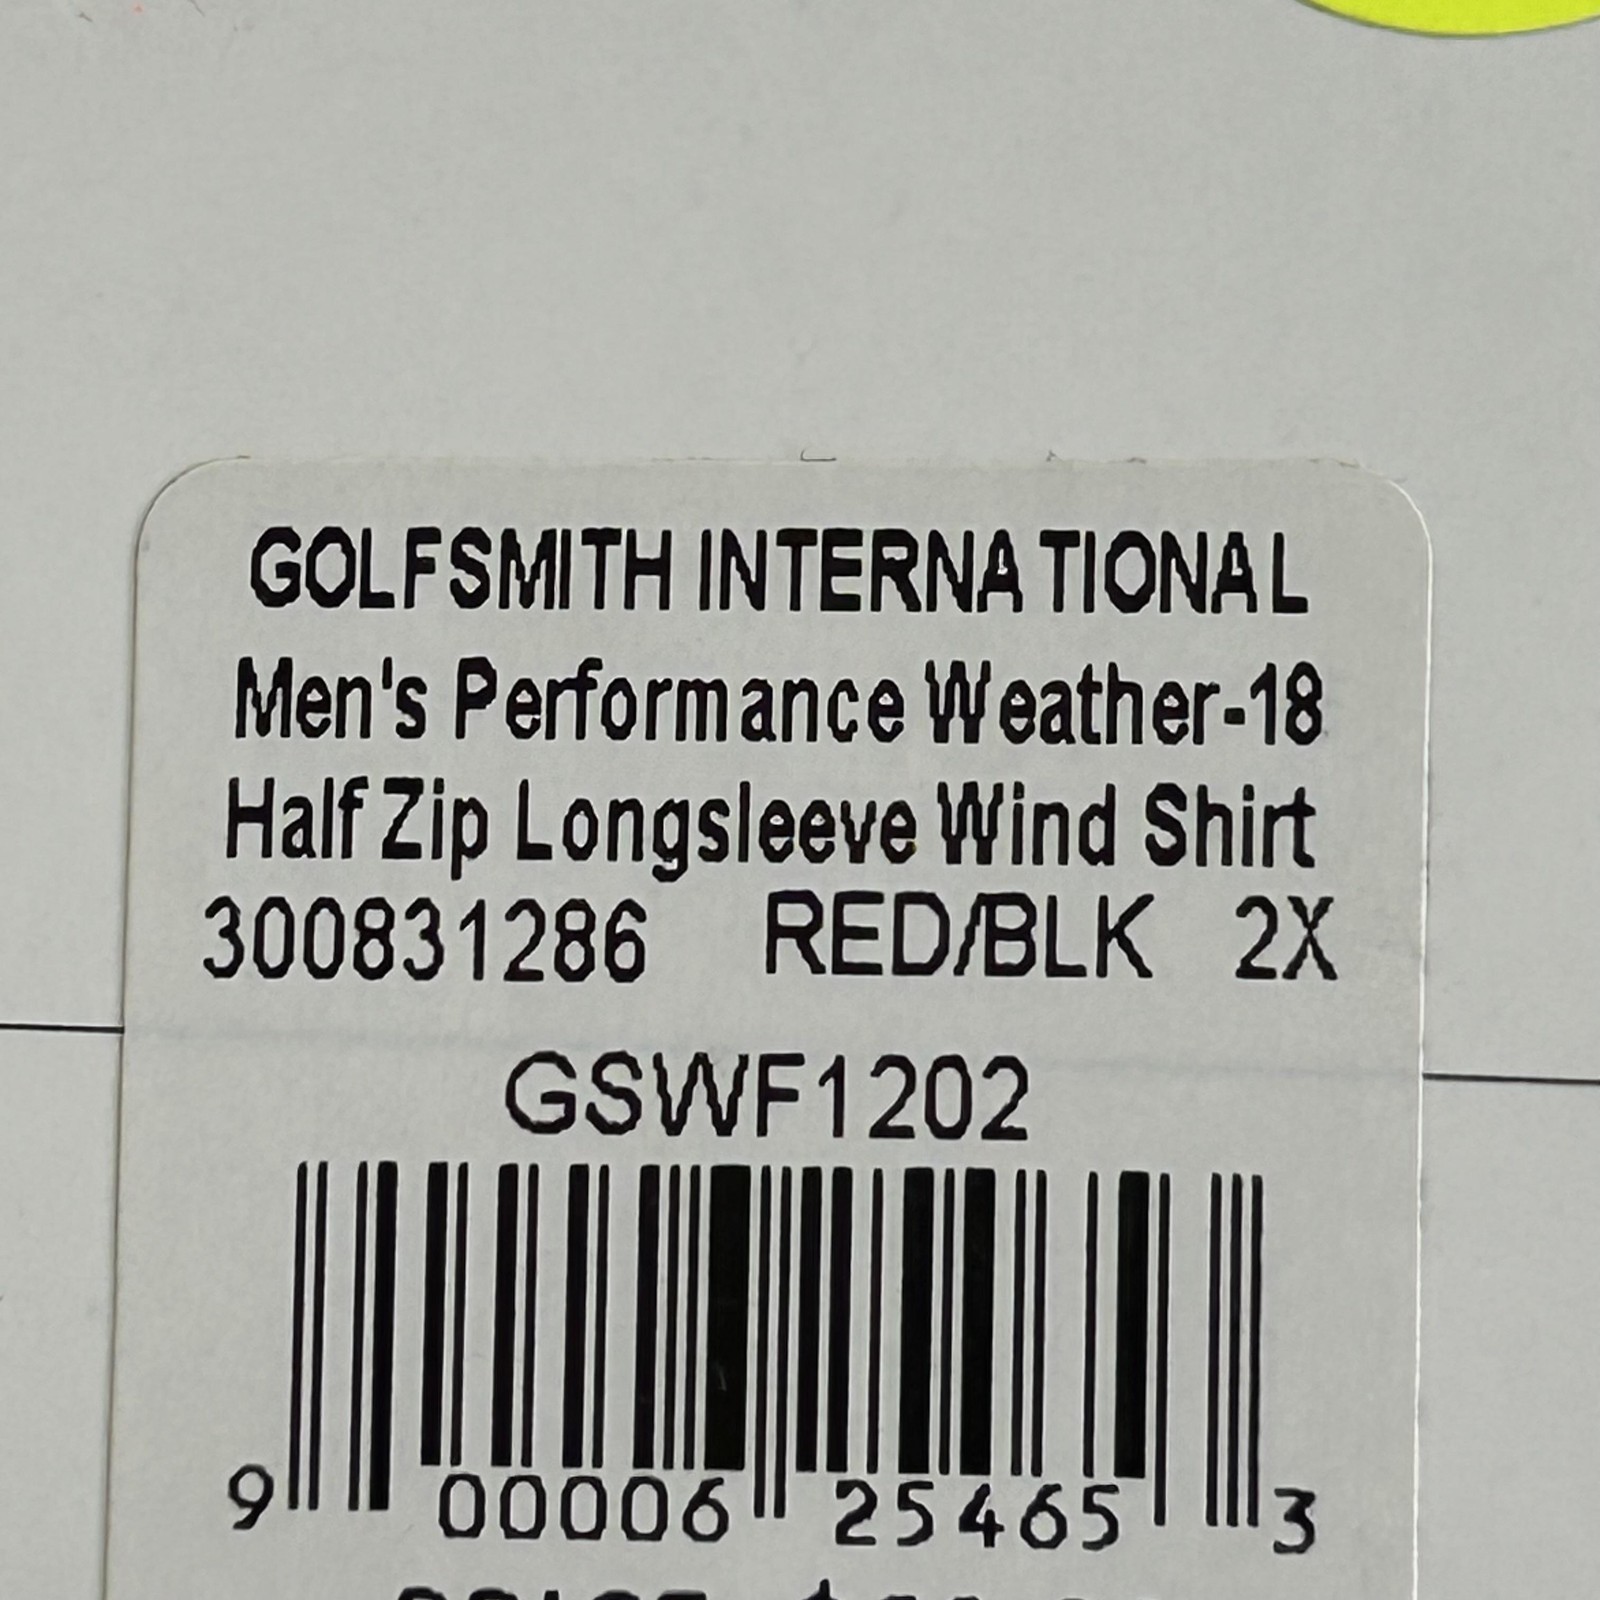 GOLFSMITH INTERNATIONAL
Men's Performance Weather-18
Half Zip Longsleeve Wind Shirt
300831286 RED/BLK 2X
GSWF1202
9 00006 25465 3